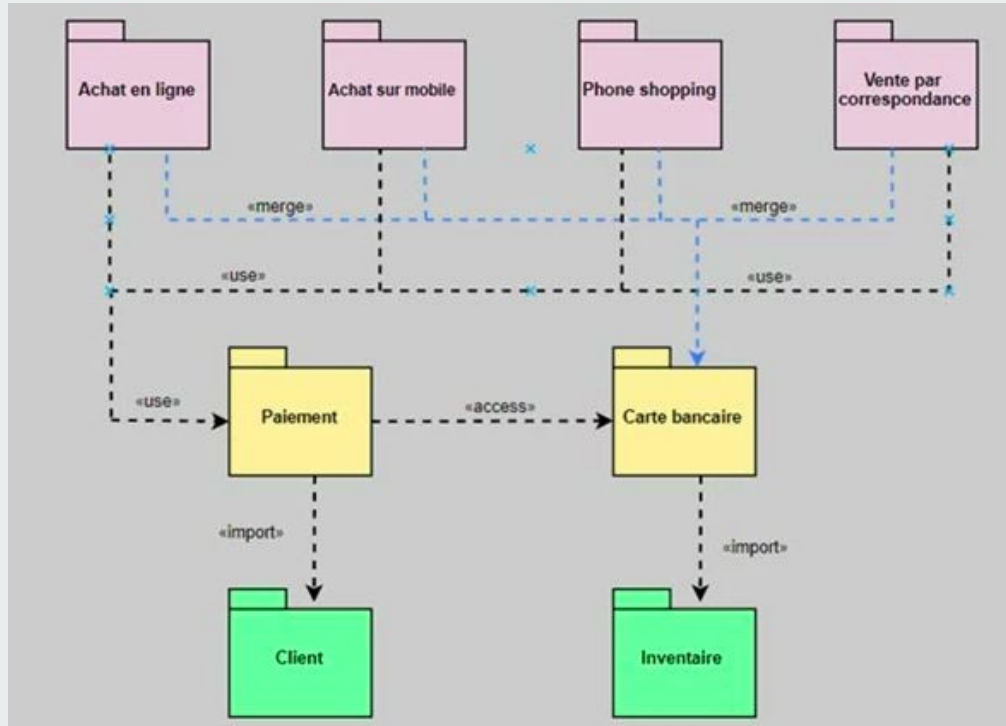 Achat en ligne
Achat sur mobile
Phone shopping
Vente par
correspondance
«merge»
«merge»
«use»
«use»
«use»
Paiement
«access»
Carte bancaire
«import»
«import»
Client
Inventaire